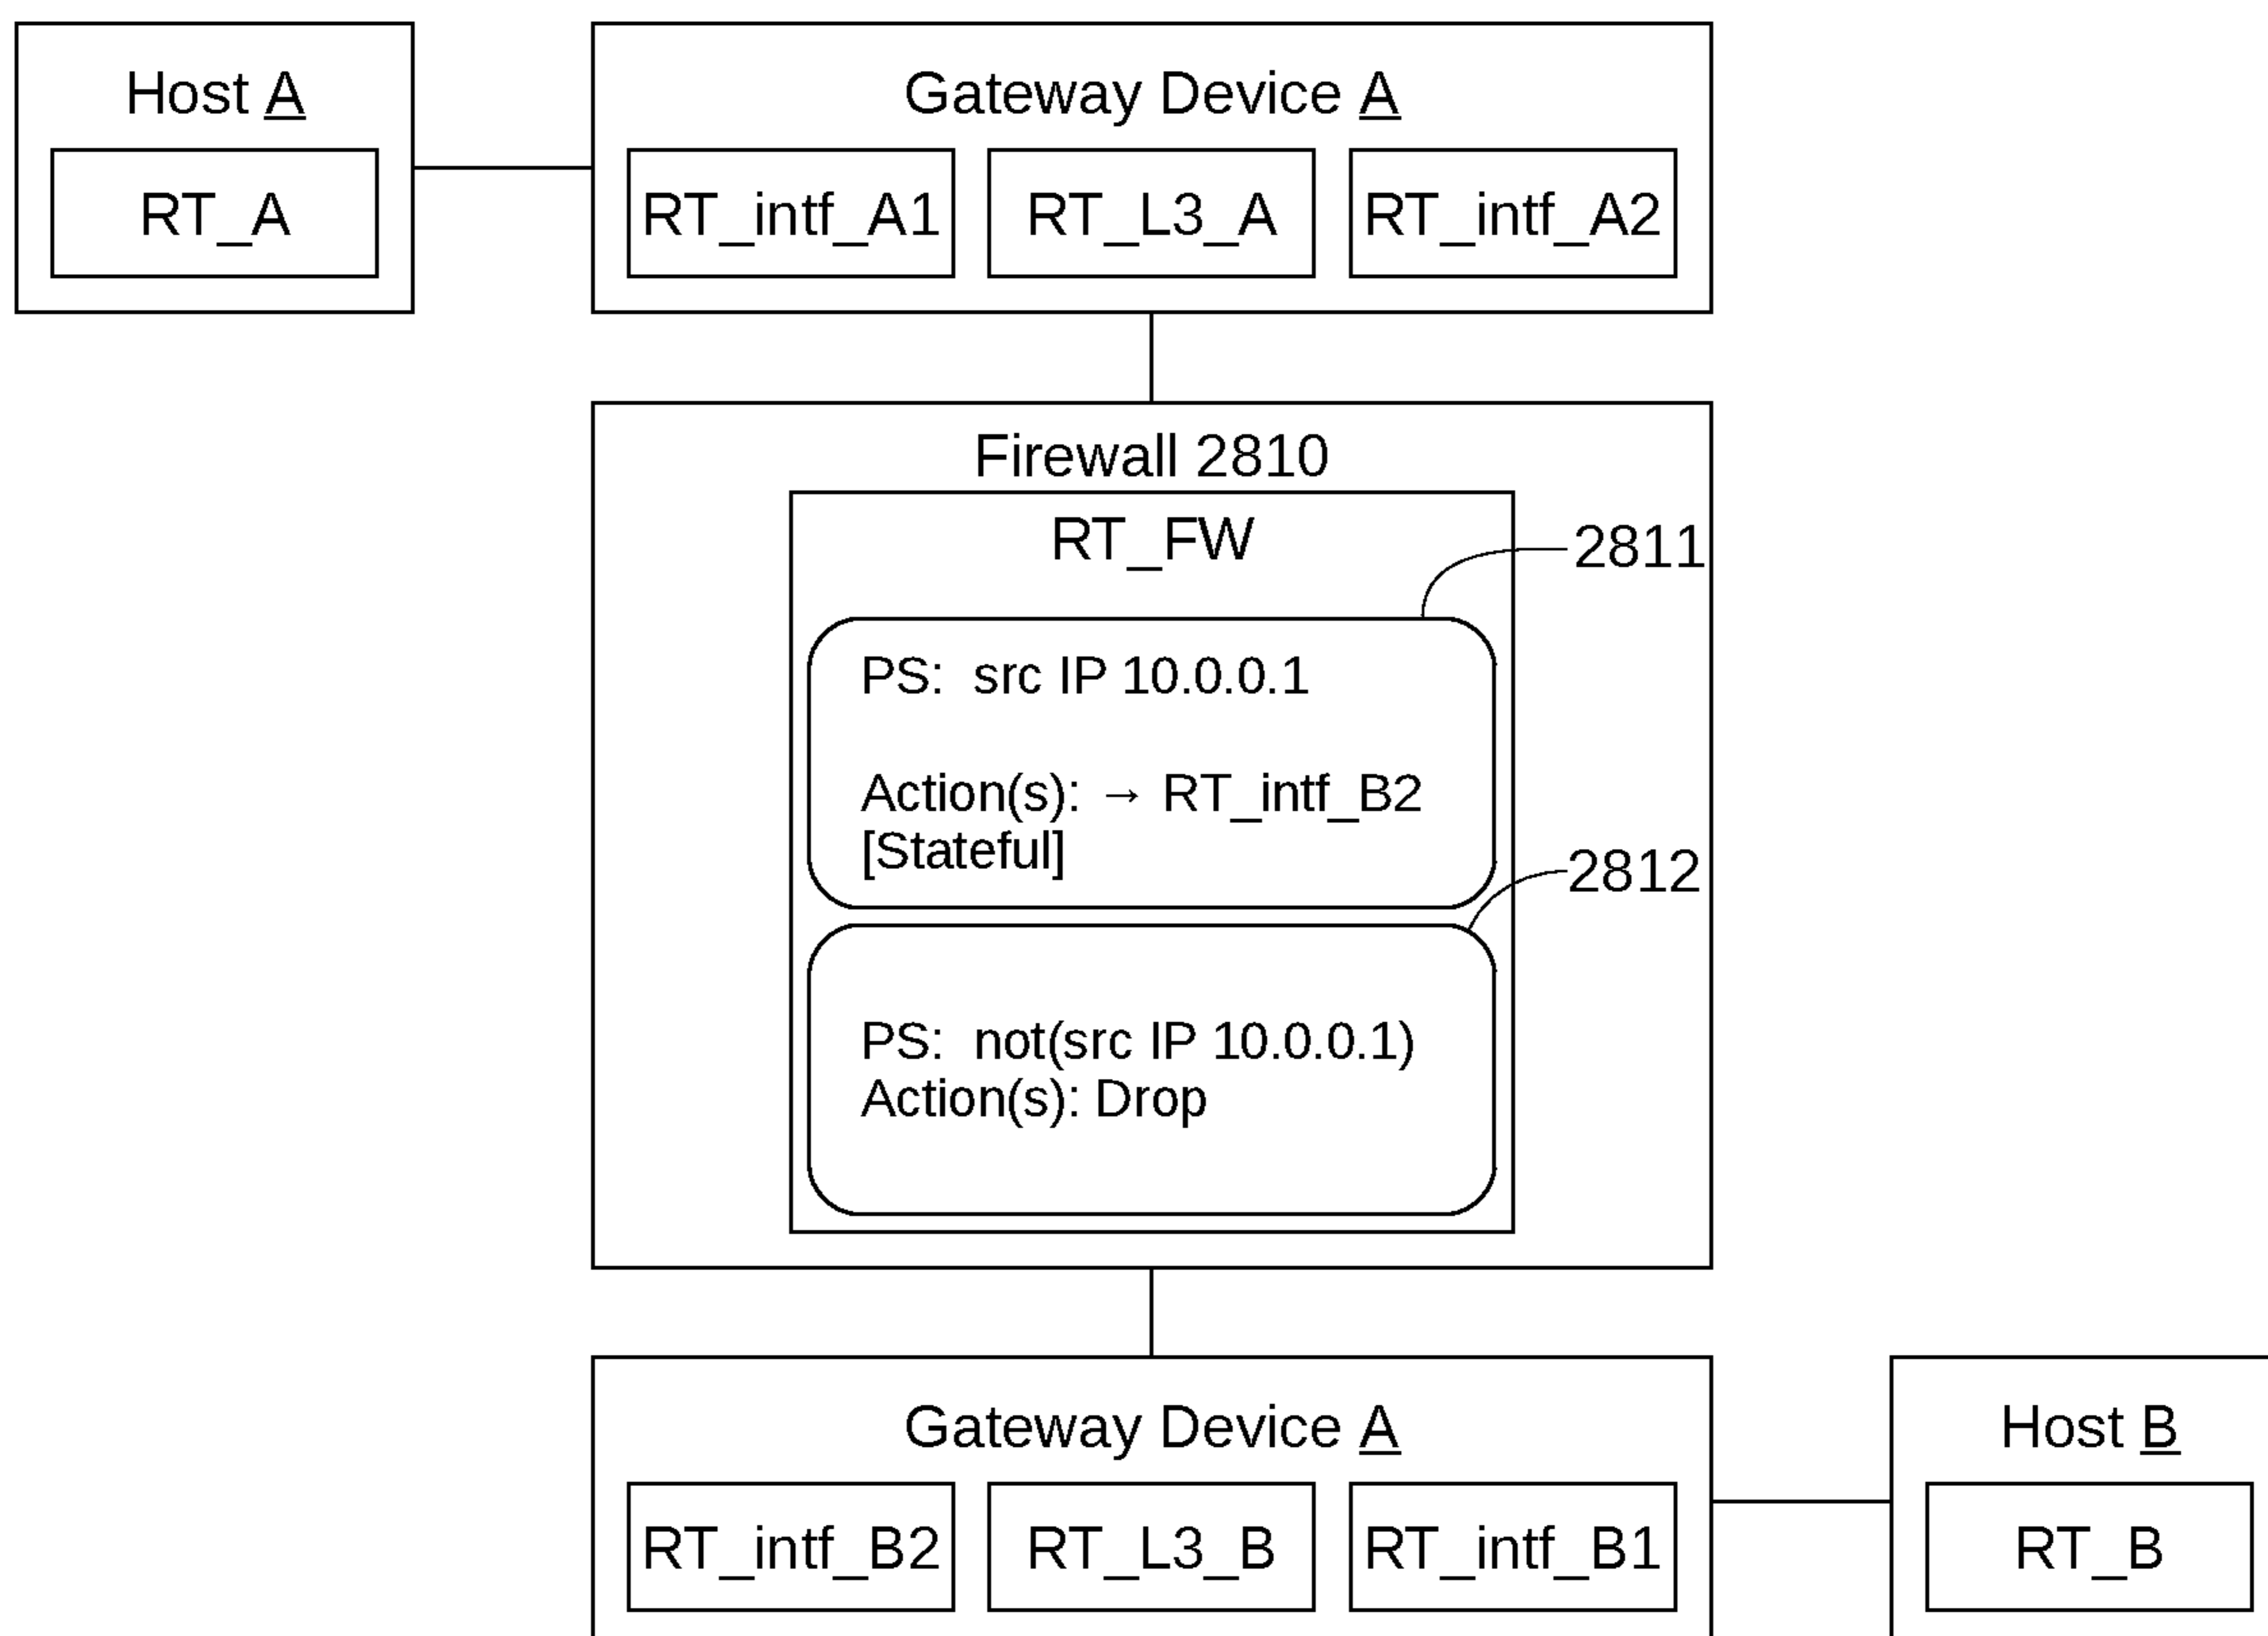 Host A
RT_A
Gateway Device A
RT_intf_A1
RT_L3_A
RT_intf_A2
Firewall 2810
RT_FW
2811
PS: src IP 10.0.0.1
Action(s): → RT_intf_B2
[Stateful]
2812
PS: not(src IP 10.0.0.1)
Action(s): Drop
Gateway Device A
RT_intf_B2
RT_L3_B
RT_intf_B1
Host B
RT_B